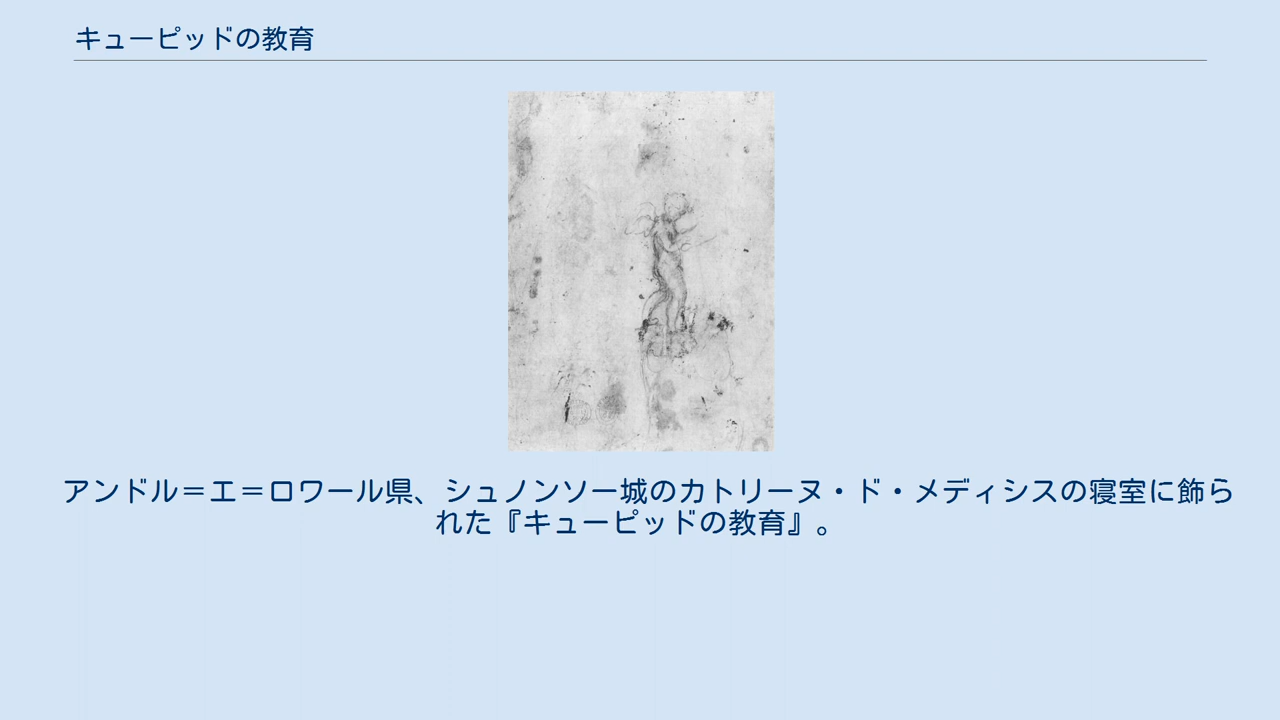 キューピッドの教育
アンドル＝エ＝ロワール県、シュノンソー城のカトリーヌ・ド・メディシスの寝室に飾ら
れた『キューピッドの教育』。